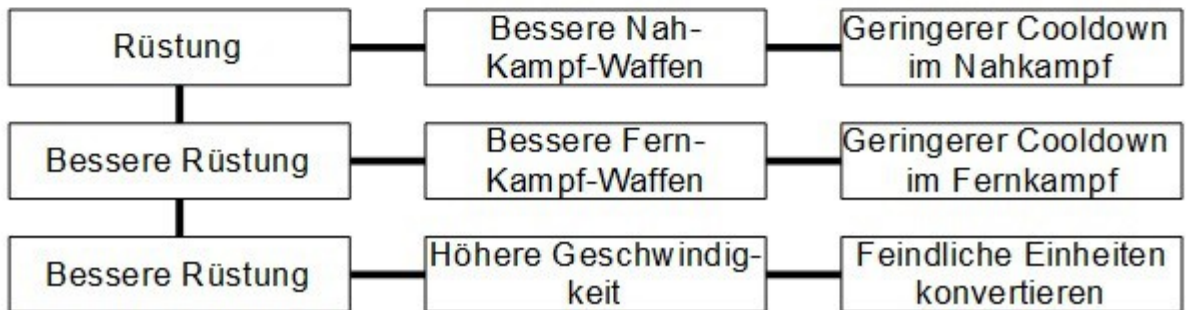 Rüstung
Bessere Nah-
Kampf-Waffen
Geringerer Cooldown
im Nahkampf
Bessere Rüstung
Bessere Fern-
Kampf-Waffen
Geringerer Cooldown
im Fernkampf
Bessere Rüstung
Höhere Geschwindig-
keit
Feindliche Einheiten
konvertieren